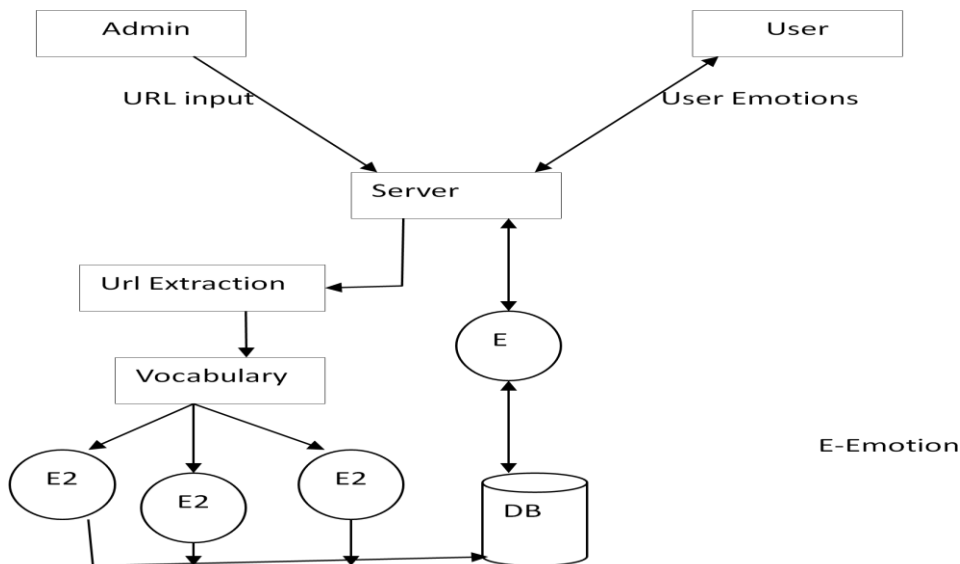 Admin
User
URL input
User Emotions
Server
Url Extraction
E
Vocabulary
E-Emotion
E2
E2
E2
DB